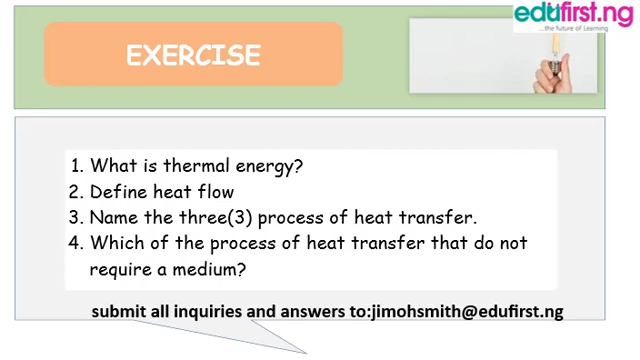 edufirst.ng
...the future of Learning
EXERCISE
1. What is thermal energy?
2. Define heat flow
3. Name the three(3) process of heat transfer.
4. Which of the process of heat transfer that do not
require a medium?
submit all inquiries and answers to:jimohsmith@edufirst.ng